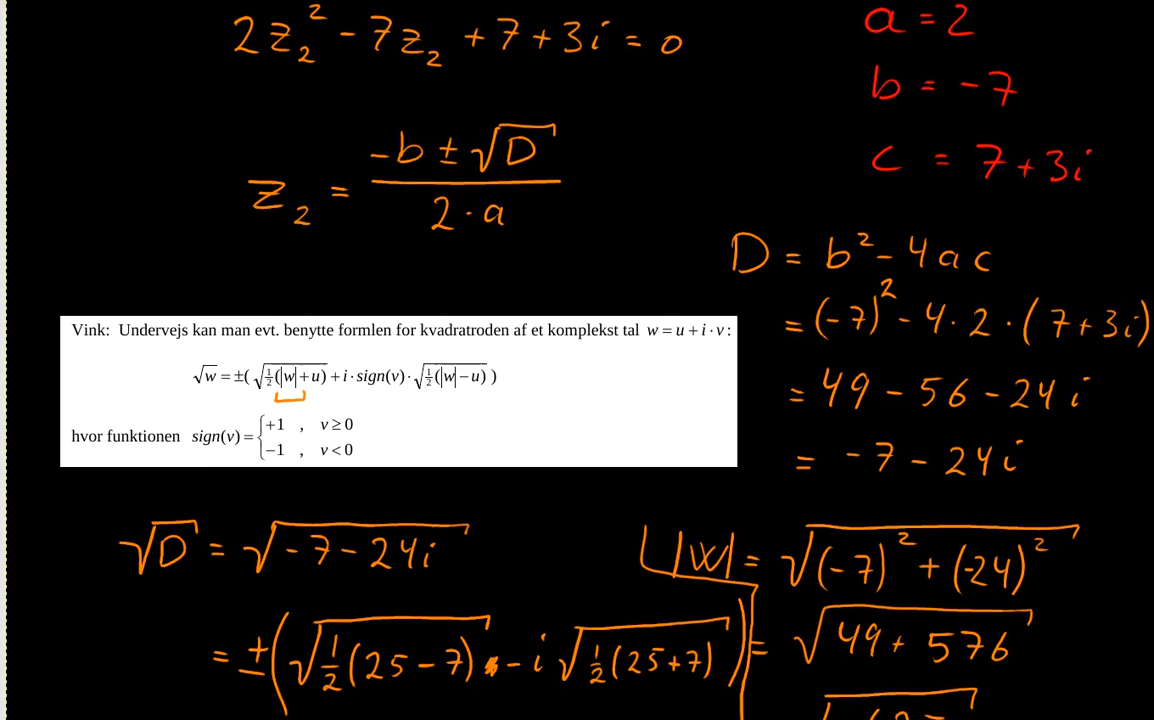 2z₂² - 7z₂ + 7 + 3i = 0
a = 2
b = -7
c = 7 + 3i
z₂ = (-b ± √D) / (2 · a)
D = b² - 4ac
= (-7)² - 4 · 2 · (7 + 3i)
= 49 - 56 - 24i
= -7 - 24i
Vink: Undervejs kan man evt. benytte formlen for kvadratroden af et komplekst tal w = u + i · v :
√w = ±( √(½(|w| + u)) + i · sign(v) · √(½(|w| − u)) )
hvor funktionen sign(v) = { +1 , v ≥ 0
−1 , v < 0
√D = √(-7 - 24i)
|w| = √((-7)² + (-24)²)
= ±(√(½(25 - 7)) - i √(½(25 + 7)))
= √(49 + 576)